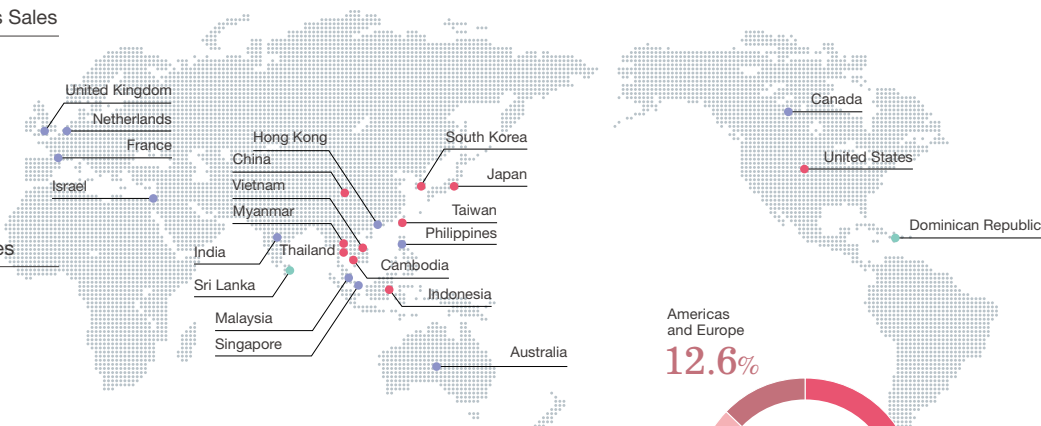 s Sales
United Kingdom
Netherlands
France
Israel
es
Hong Kong
China
Vietnam
Myanmar
India
Thailand
Sri Lanka
Malaysia
Singapore
South Korea
Japan
Taiwan
Philippines
Cambodia
Indonesia
Australia
Canada
United States
Dominican Republic
Americas
and Europe
12.6%